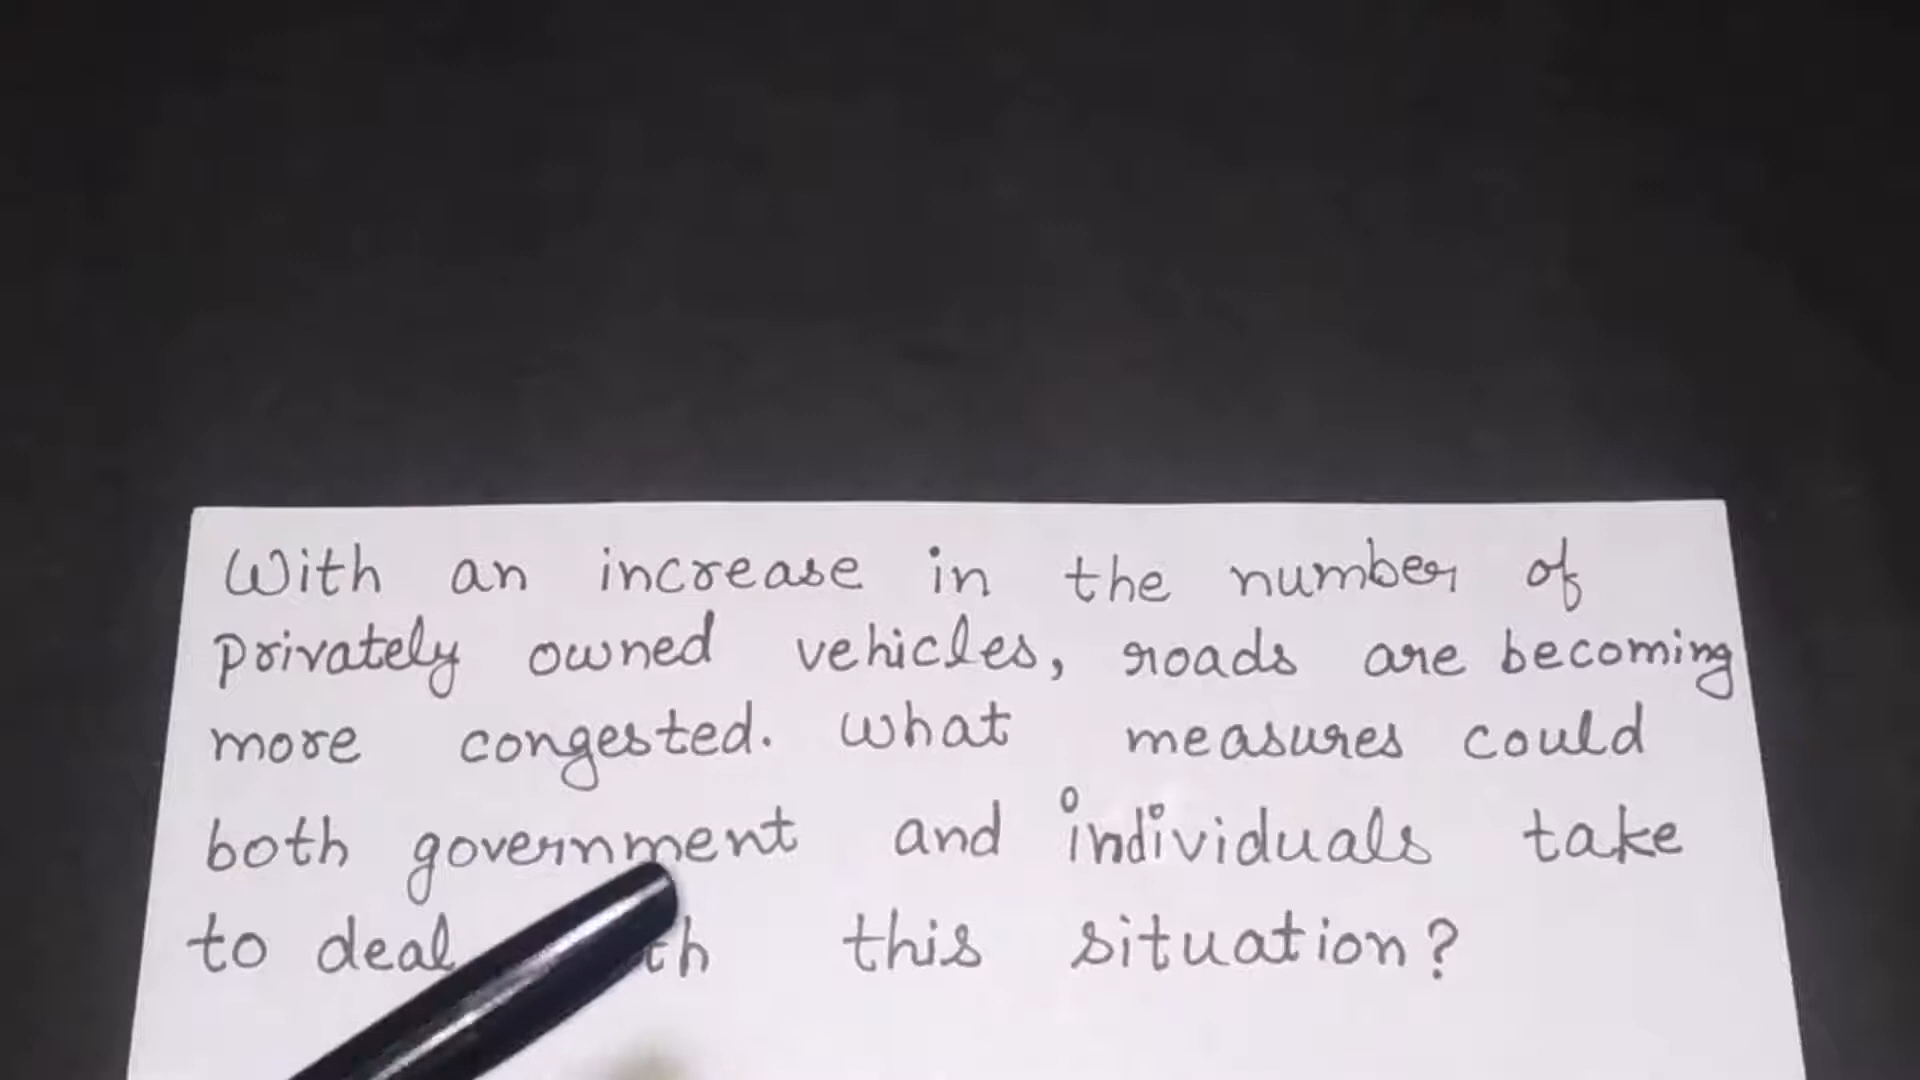 With an increase in the number of
privately owned vehicles, roads are becoming
more congested. What measures could
both government and individuals take
to deal this situation?